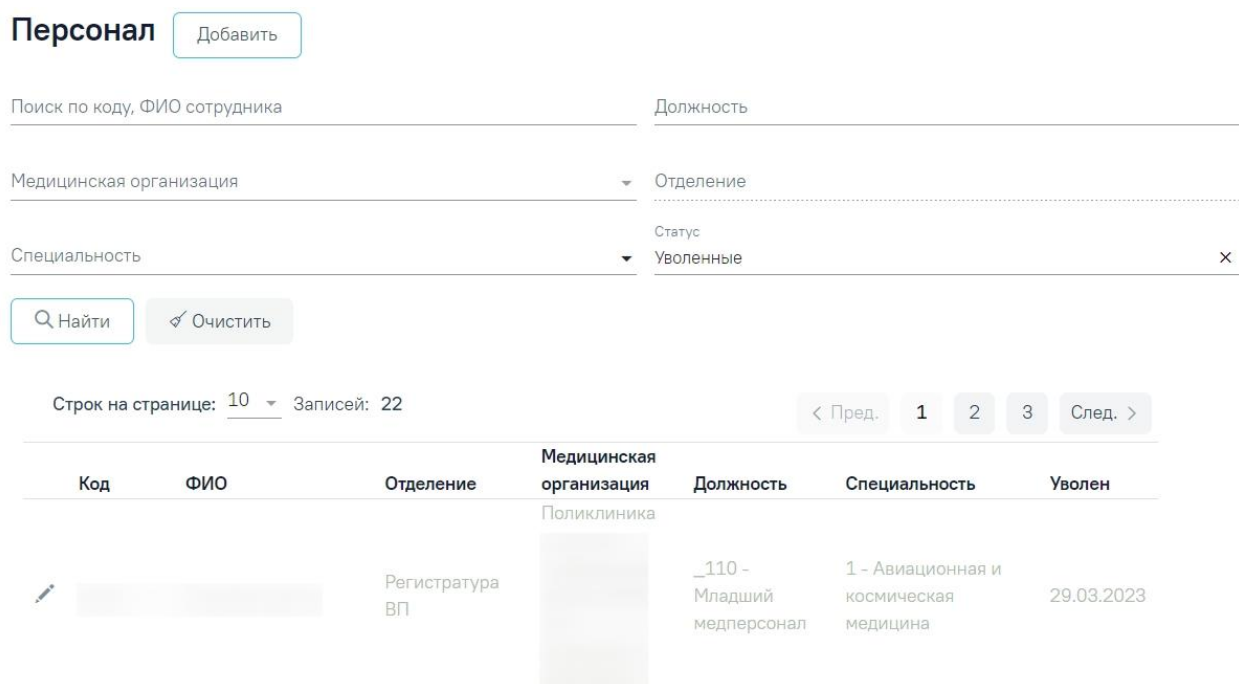 Персонал Добавить
Поиск по коду, ФИО сотрудника Должность
Медицинская организация Отделение
Статус
Специальность Уволенные
Найти Очистить
Строк на странице: 10 Записей: 22 < Пред. 1 2 3 След. >
Медицинская
Код ФИО Отделение организация Должность Специальность Уволен
Поликлиника
_110 - 1 - Авиационная и
Регистратура Младший космическая 29.03.2023
ВП медперсонал медицина